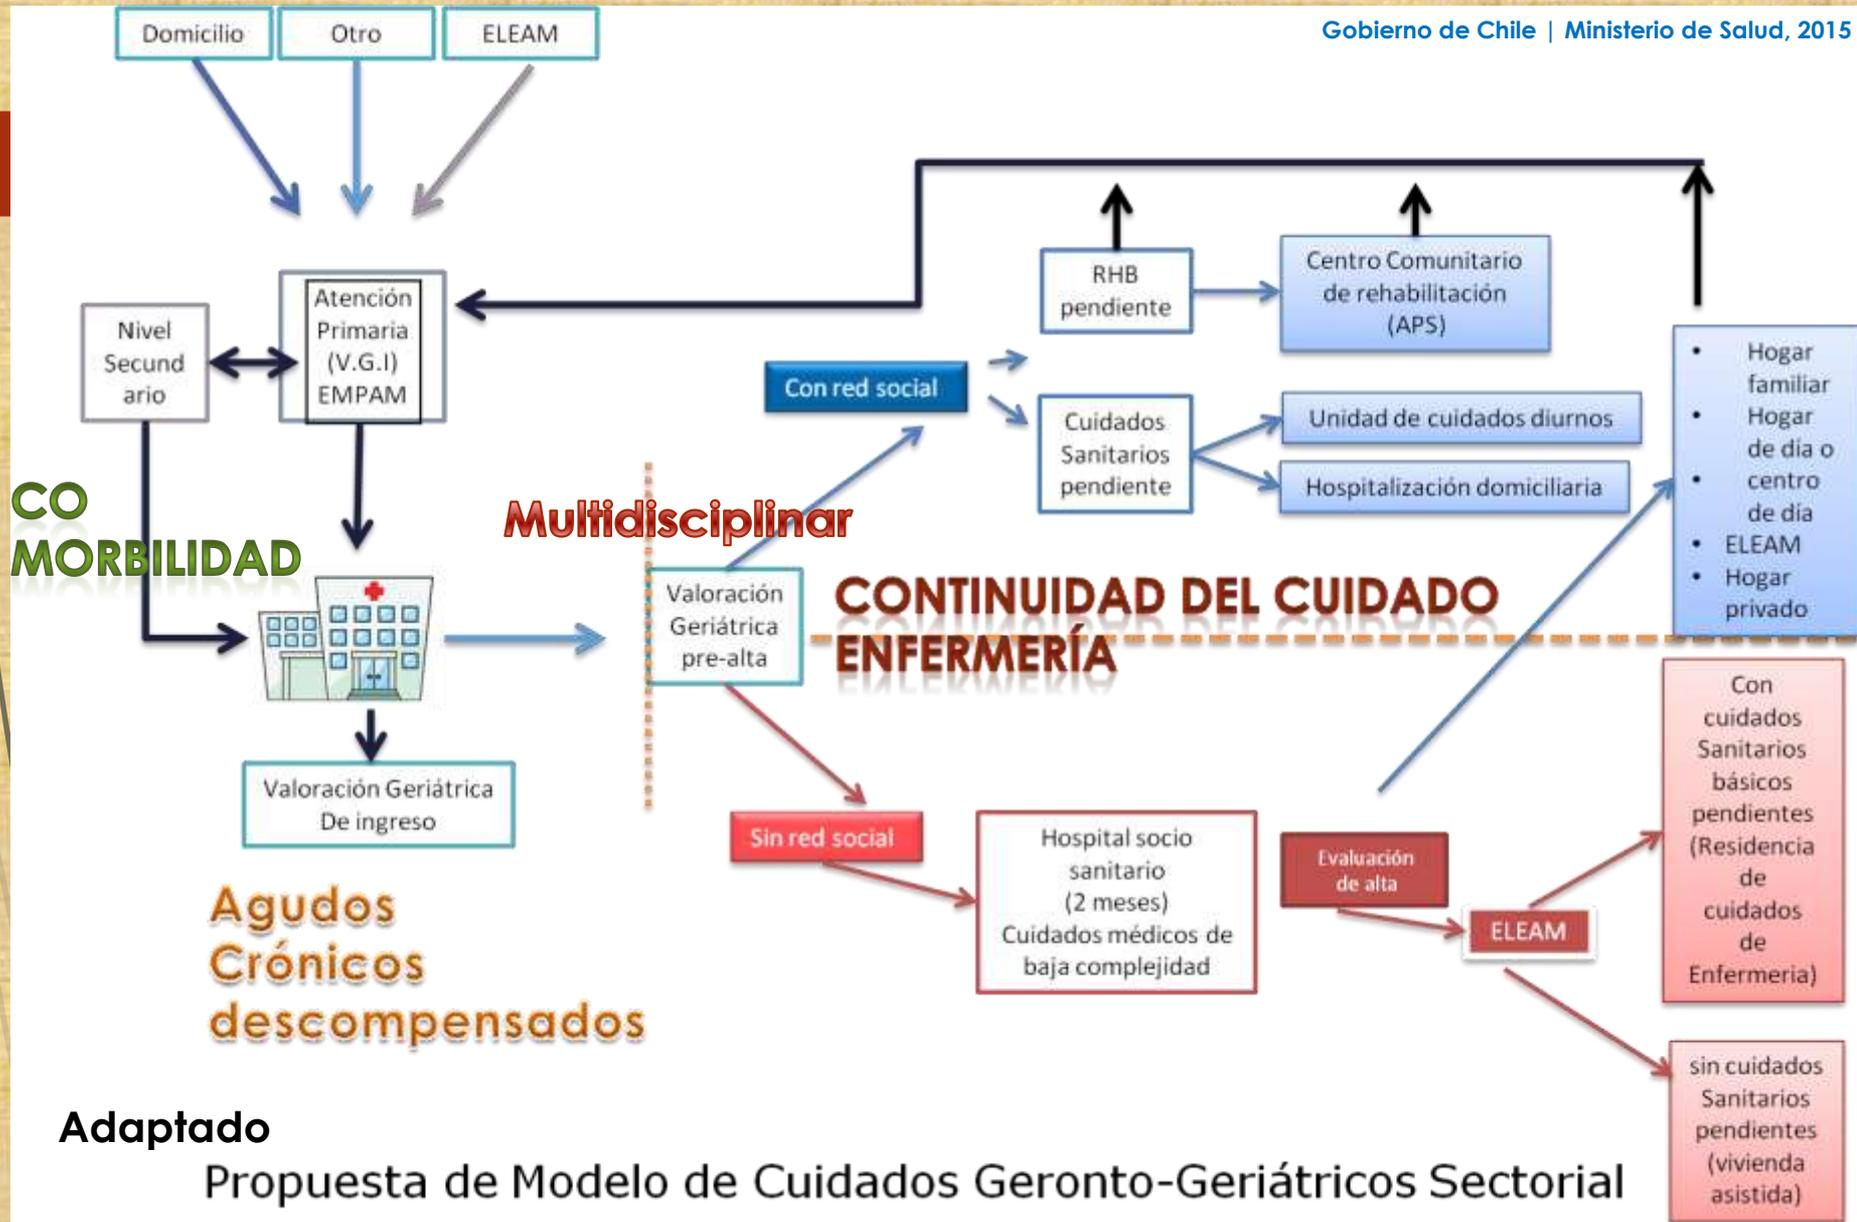 Domicilio
Otro
ELEAM
Gobierno de Chile | Ministerio de Salud, 2015
Nivel
Secund
ario
Atención
Primaria
(V.G.I)
EMPAM
RHB
pendiente
Centro Comunitario
de rehabilitación
(APS)
Con red social
Cuidados
Sanitarios
pendiente
Unidad de cuidados diurnos
Hospitalización domiciliaria
• Hogar
familiar
• Hogar
de día o
• centro
de día
• ELEAM
• Hogar
privado
CO
MORBILIDAD
Multidisciplinar
Valoración
Geriátrica
pre-alta
CONTINUIDAD DEL CUIDADO
ENFERMERÍA
Valoración Geriátrica
De ingreso
Sin red social
Hospital socio
sanitario
(2 meses)
Cuidados médicos de
baja complejidad
Evaluación
de alta
ELEAM
Con
cuidados
Sanitarios
básicos
pendientes
(Residencia
de
cuidados
de
Enfermeria)
sin cuidados
Sanitarios
pendientes
(vivienda
asistida)
Agudos
Crónicos
descompensados
Adaptado
Propuesta de Modelo de Cuidados Geronto-Geriátricos Sectorial